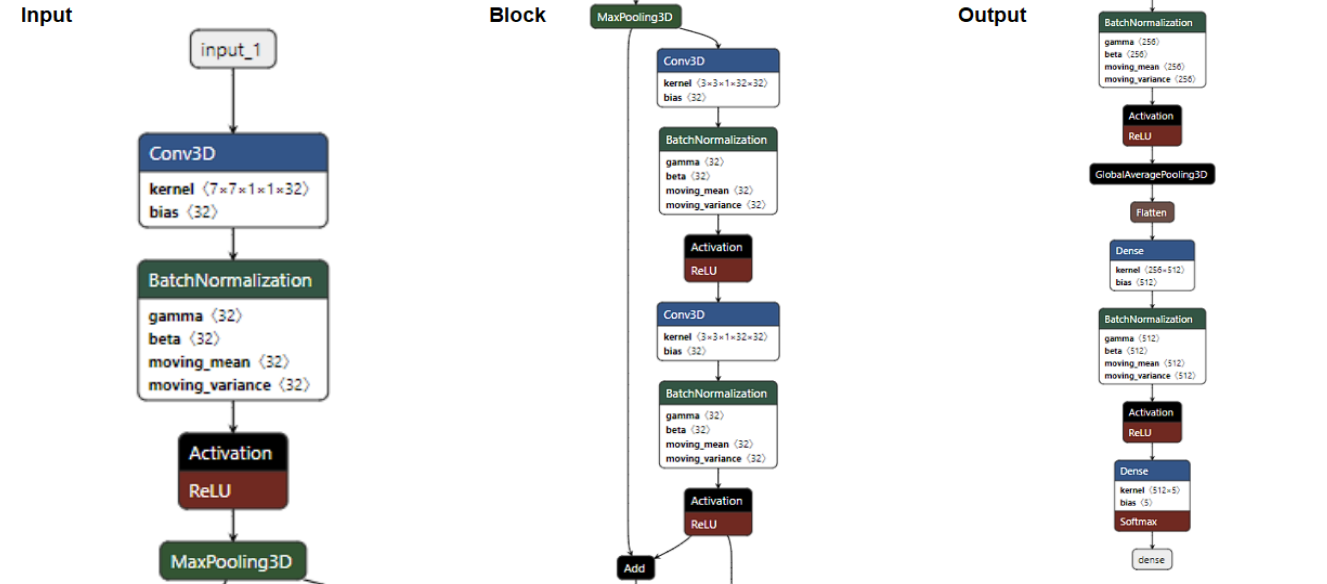 Input
input_1
Conv3D
kernel 〈7×7×1×1×32〉
bias 〈32〉
BatchNormalization
gamma 〈32〉
beta 〈32〉
moving_mean 〈32〉
moving_variance 〈32〉
Activation
ReLU
MaxPooling3D
Block
MaxPooling3D
Conv3D
kernel 〈3×3×1×32×32〉
bias 〈32〉
BatchNormalization
gamma 〈32〉
beta 〈32〉
moving_mean 〈32〉
moving_variance 〈32〉
Activation
ReLU
Conv3D
kernel 〈3×3×1×32×32〉
bias 〈32〉
BatchNormalization
gamma 〈32〉
beta 〈32〉
moving_mean 〈32〉
moving_variance 〈32〉
Activation
ReLU
Add
Output
BatchNormalization
gamma 〈256〉
beta 〈256〉
moving_mean 〈256〉
moving_variance 〈256〉
Activation
ReLU
GlobalAveragePooling3D
Flatten
Dense
kernel 〈256×512〉
bias 〈512〉
BatchNormalization
gamma 〈512〉
beta 〈512〉
moving_mean 〈512〉
moving_variance 〈512〉
Activation
ReLU
Dense
kernel 〈512×5〉
bias 〈5〉
Softmax
dense